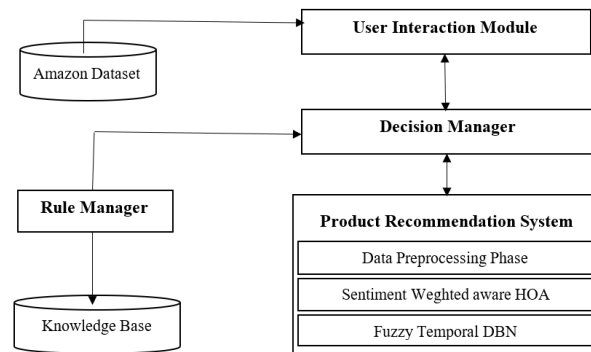 User Interaction Module
Amazon Dataset
Decision Manager
Rule Manager
Product Recommendation System
Data Preprocessing Phase
Sentiment Weghted aware HOA
Knowledge Base
Fuzzy Temporal DBN